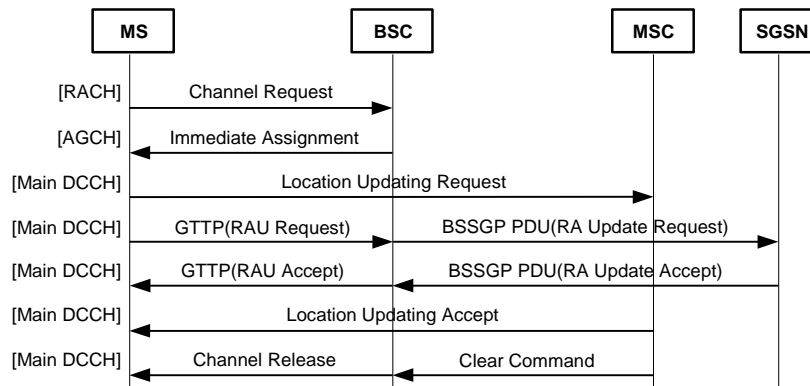 MS BSC MSC SGSN
[RACH] Channel Request
[AGCH] Immediate Assignment
[Main DCCH] Location Updating Request
[Main DCCH] GTTP(RAU Request) BSSGP PDU(RA Update Request)
[Main DCCH] GTTP(RAU Accept) BSSGP PDU(RA Update Accept)
[Main DCCH] Location Updating Accept
[Main DCCH] Channel Release Clear Command